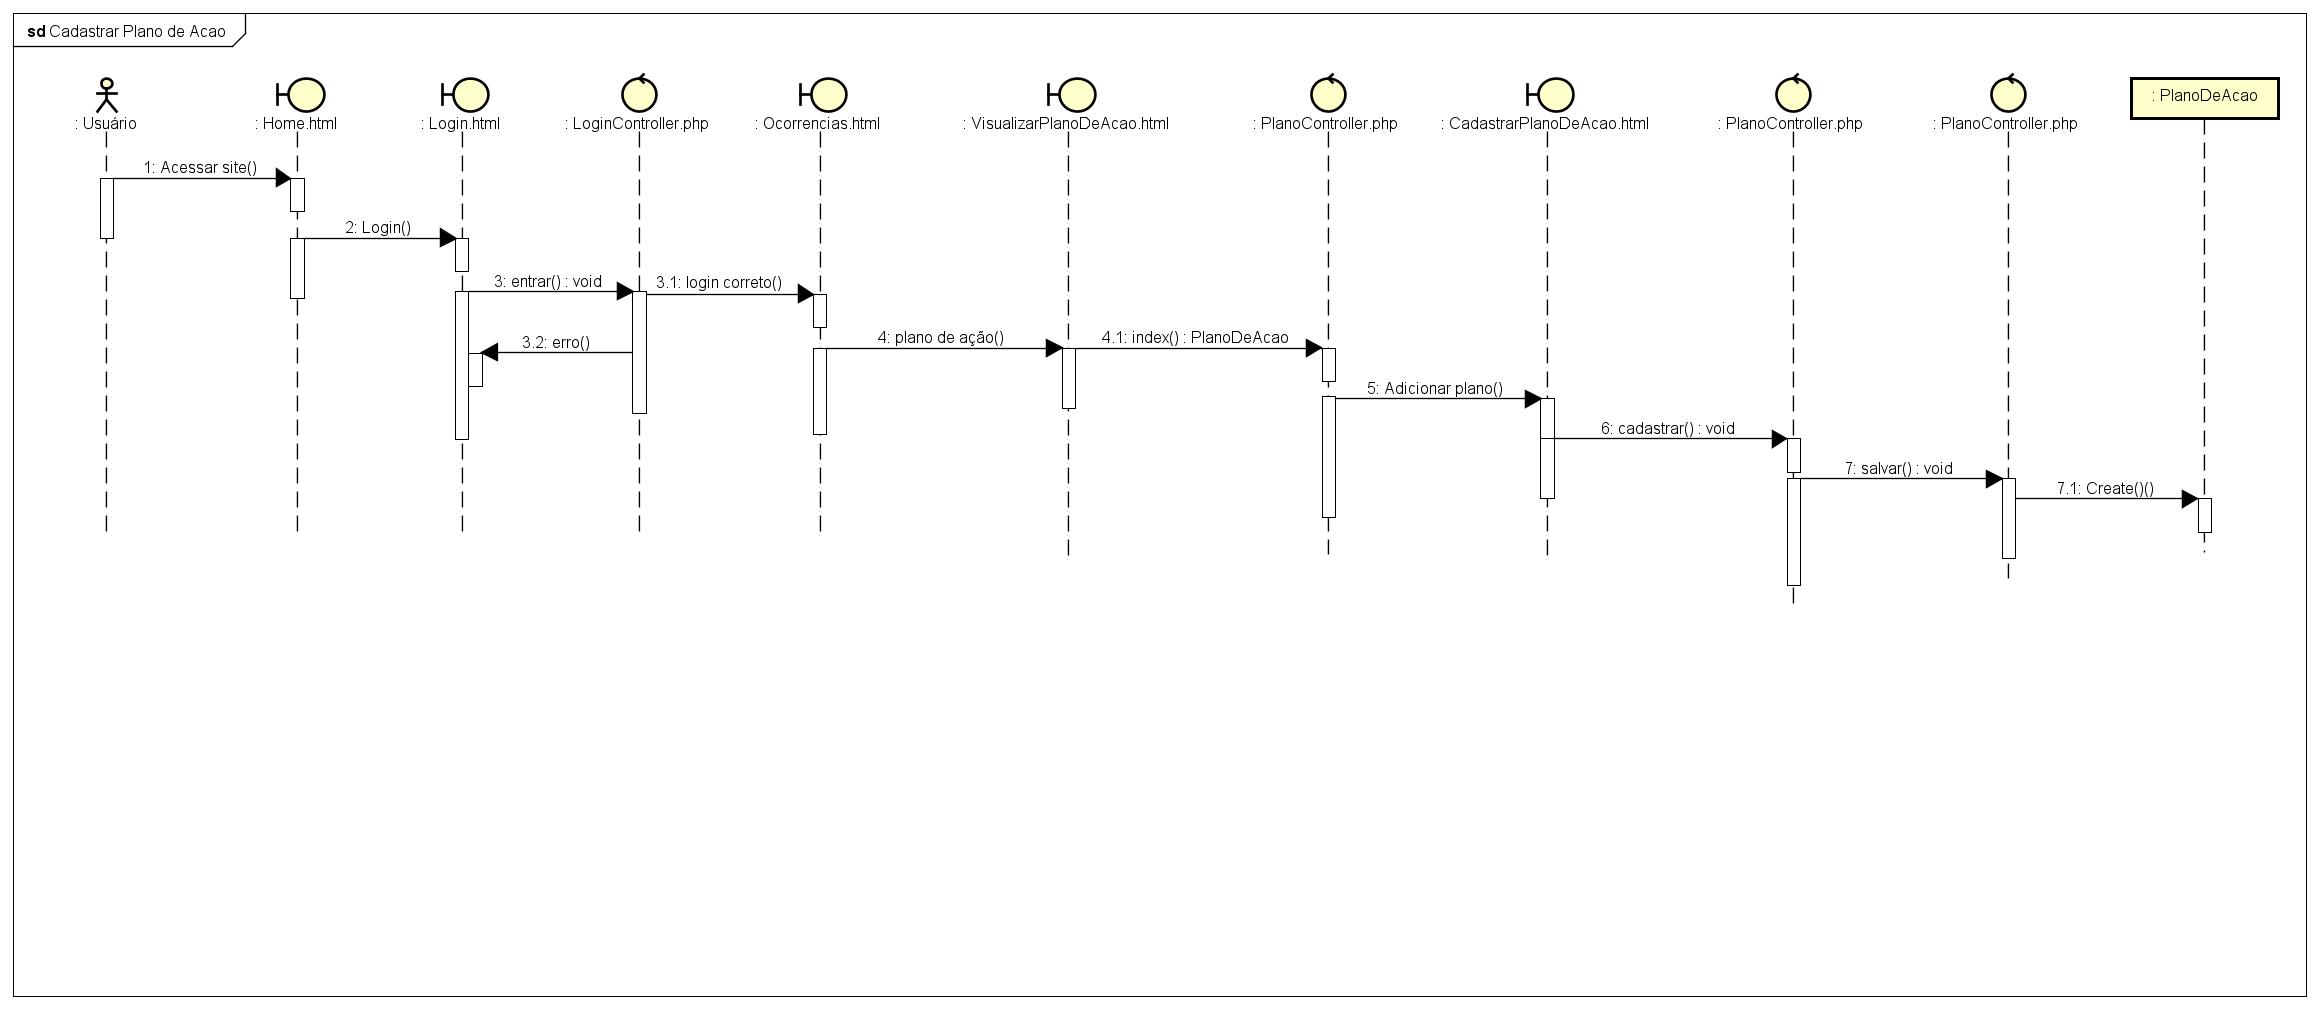 sd Cadastrar Plano de Acao
: Usuário
: Home.html
: Login.html
: LoginController.php
: Ocorrencias.html
: VisualizarPlanoDeAcao.html
: PlanoController.php
: CadastrarPlanoDeAcao.html
: PlanoController.php
: PlanoController.php
: PlanoDeAcao
1: Acessar site()
2: Login()
3: entrar() : void
3.1: login correto()
3.2: erro()
4: plano de ação()
4.1: index() : PlanoDeAcao
5: Adicionar plano()
6: cadastrar() : void
7: salvar() : void
7.1: Create()()